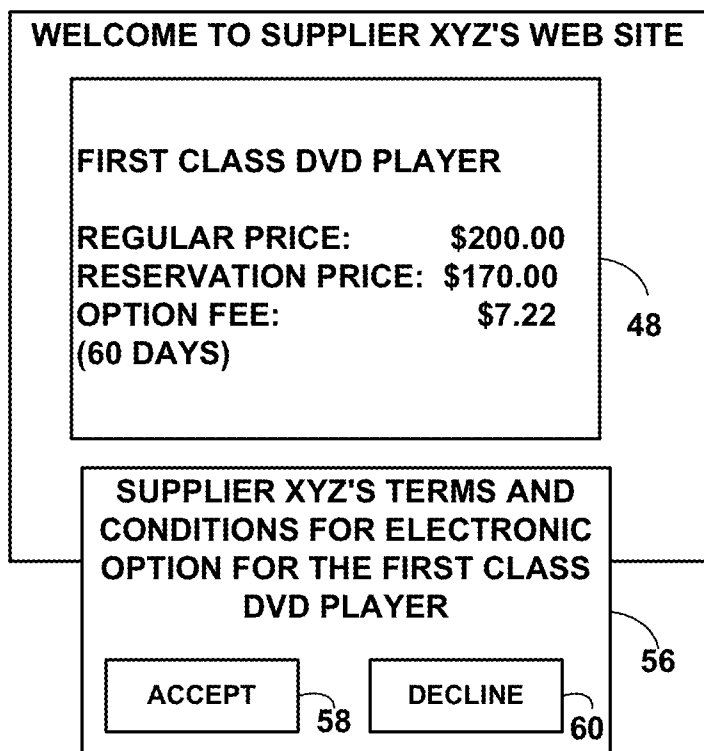 WELCOME TO SUPPLIER XYZ'S WEB SITE
FIRST CLASS DVD PLAYER
REGULAR PRICE: $200.00
RESERVATION PRICE: $170.00
OPTION FEE: $7.22
(60 DAYS)
48
SUPPLIER XYZ'S TERMS AND
CONDITIONS FOR ELECTRONIC
OPTION FOR THE FIRST CLASS
DVD PLAYER
56
ACCEPT 58 DECLINE 60